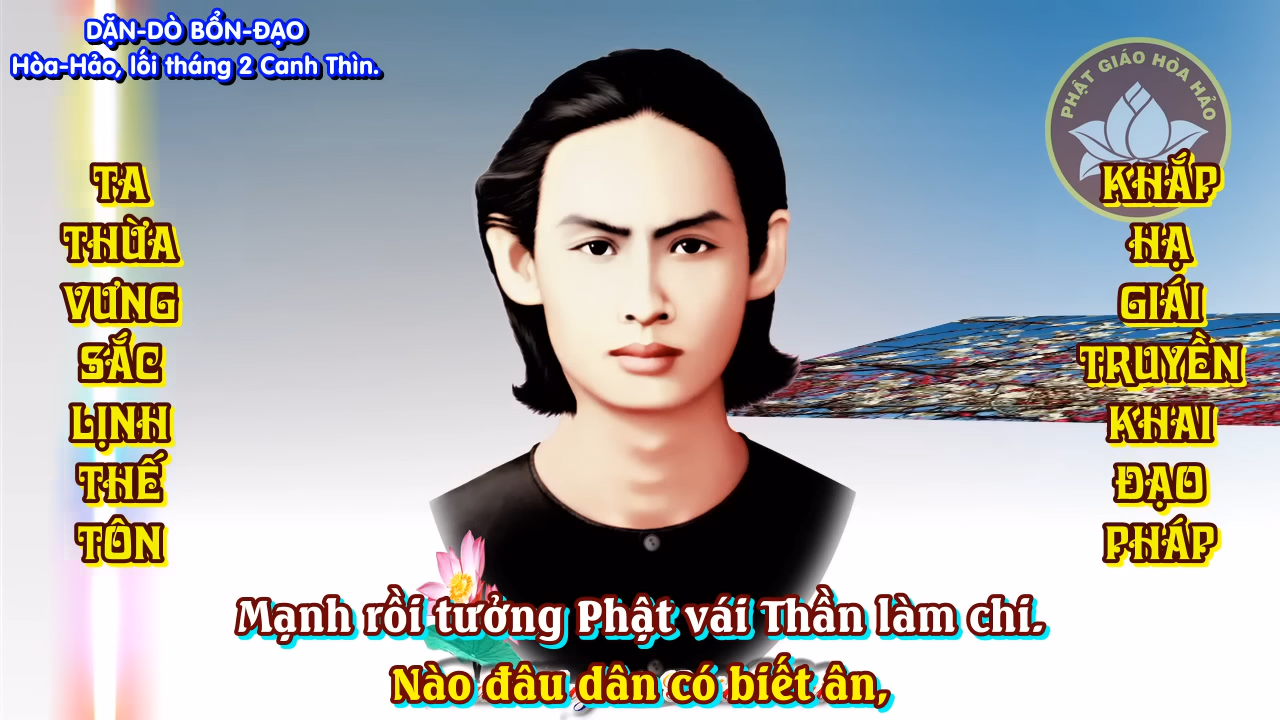 DẶN-DÒ BỔN-ĐẠO
Hòa-Hảo, lối tháng 2 Canh Thìn.
PHẬT GIÁO HÒA HẢO
TA
THỪA
VƯNG
SẮC
LỊNH
THẾ
TÔN
KHẮP
HẠ
GIÁI
TRUYỀN
KHAI
ĐẠO
PHÁP
Mạnh rồi tưởng Phật vái Thần làm chi.
Nào đâu dân có biết ân,